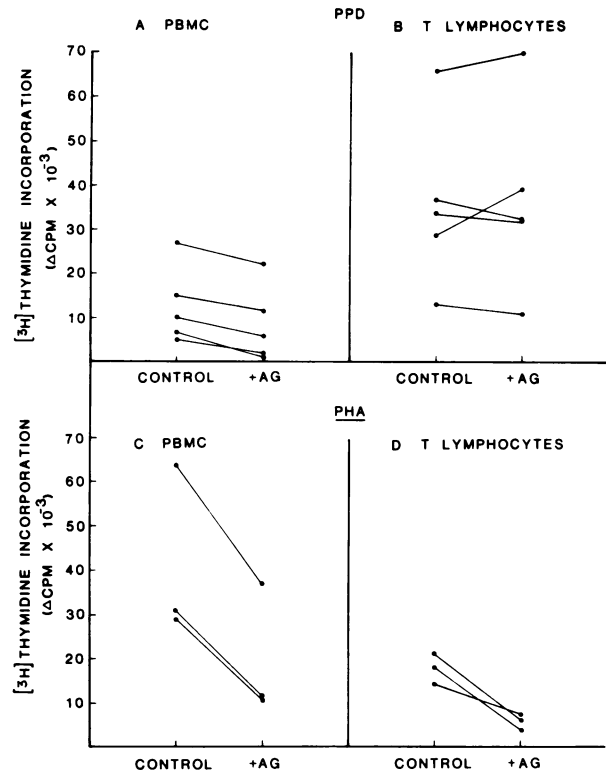 PPD
A PBMC
B T LYMPHOCYTES
[³H]THYMIDINE INCORPORATION
(ΔCPM X 10⁻³)
70
60
50
40
30
20
10
CONTROL +AG
CONTROL +AG
PHA
C PBMC
D T LYMPHOCYTES
[³H]THYMIDINE INCORPORATION
(ΔCPM X 10⁻³)
70
60
50
40
30
20
10
CONTROL +AG
CONTROL +AG